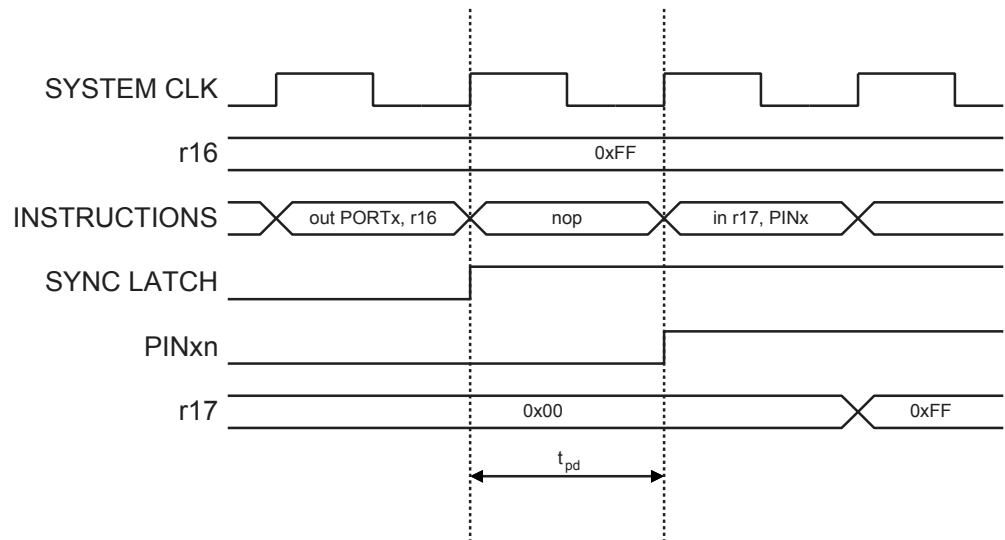 SYSTEM CLK
r16
0xFF
INSTRUCTIONS
out PORTx, r16
nop
in r17, PINx
SYNC LATCH
PINxn
r17
0x00
0xFF
tpd